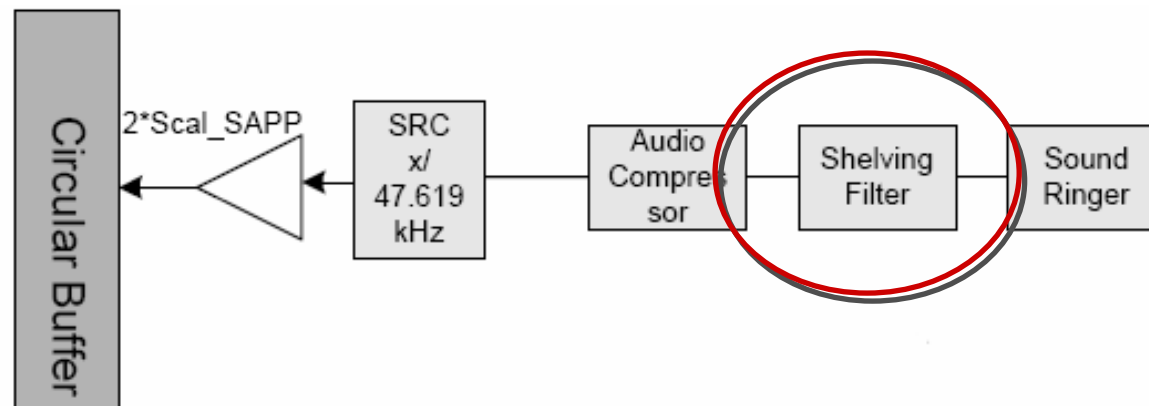 Circular Buffer
2*Scal_SAPP
SRC
x/
47.619
kHz
Audio
Compres
sor
Shelving
Filter
Sound
Ringer